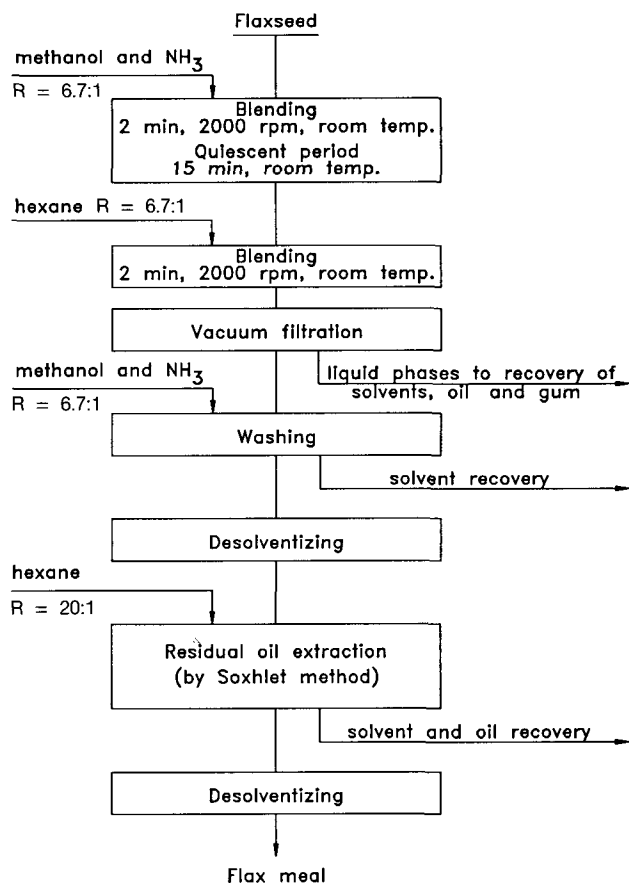 Flaxseed
methanol and NH3
R = 6.7:1
Blending
2 min, 2000 rpm, room temp.
Quiescent period
15 min, room temp.
hexane R = 6.7:1
Blending
2 min, 2000 rpm, room temp.
Vacuum filtration
methanol and NH3
R = 6.7:1
liquid phases to recovery of
solvents, oil and gum
Washing
solvent recovery
Desolventizing
hexane
R = 20:1
Residual oil extraction
(by Soxhlet method)
solvent and oil recovery
Desolventizing
Flax meal